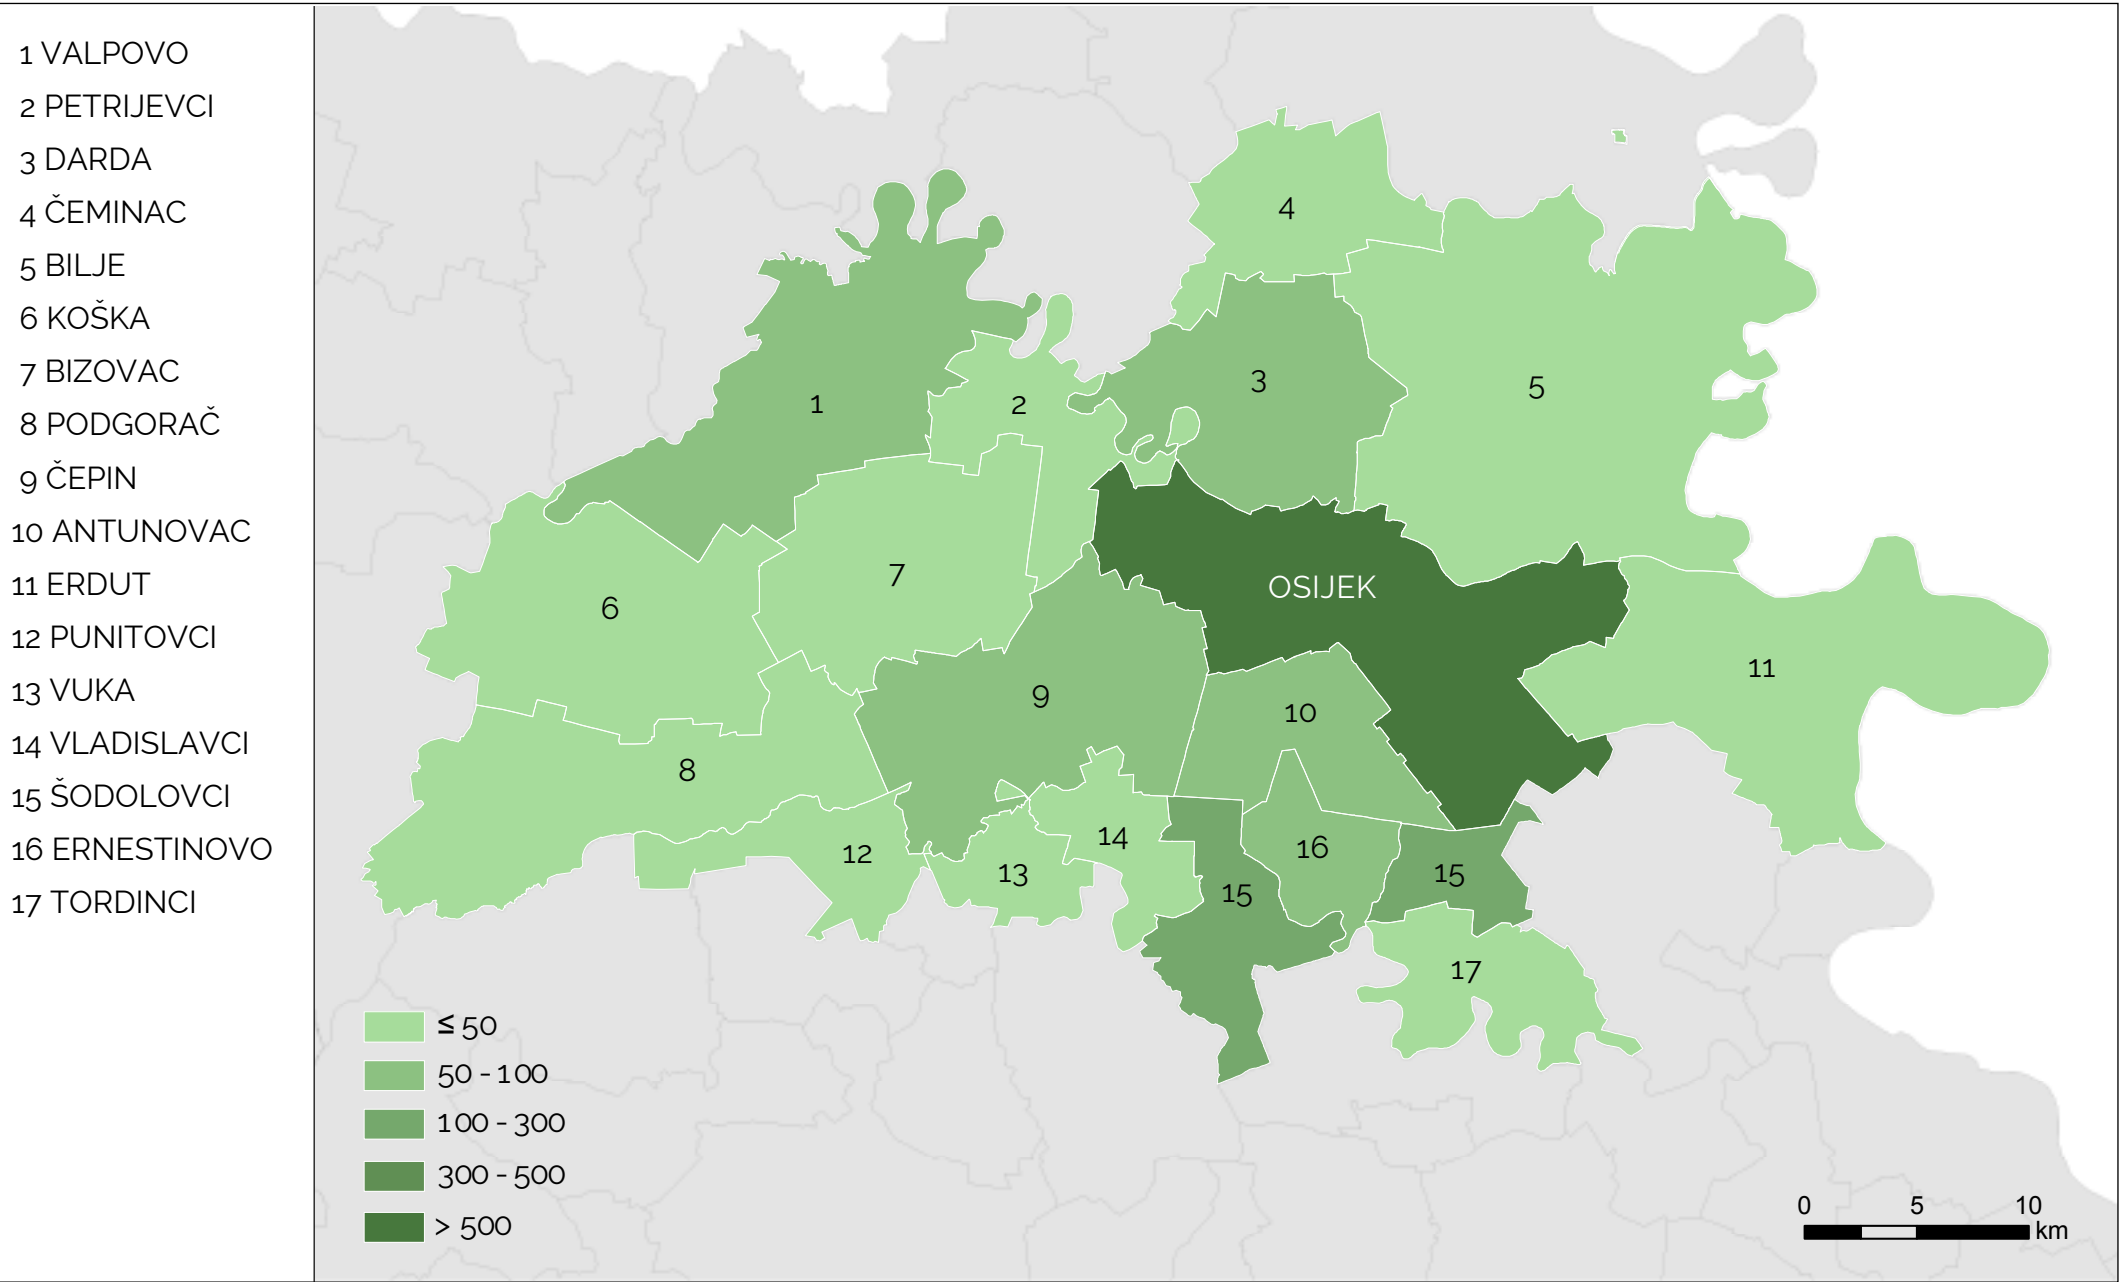 1 VALPOVO
2 PETRIJEVCI
3 DARDA
4 ČEMINAC
5 BILJE
6 KOŠKA
7 BIZOVAC
8 PODGORAČ
9 ČEPIN
10 ANTUNOVAC
11 ERDUT
12 PUNITOVCI
13 VUKA
14 VLADISLAVCI
15 ŠODOLOVCI
16 ERNESTINOVO
17 TORDINCI
4
3
5
1
2
OSIJEK
7
6
11
9
10
8
14
16
12
13
15
15
17
≤ 50
50 - 100
100 - 300
300 - 500
> 500
0 5 10
km